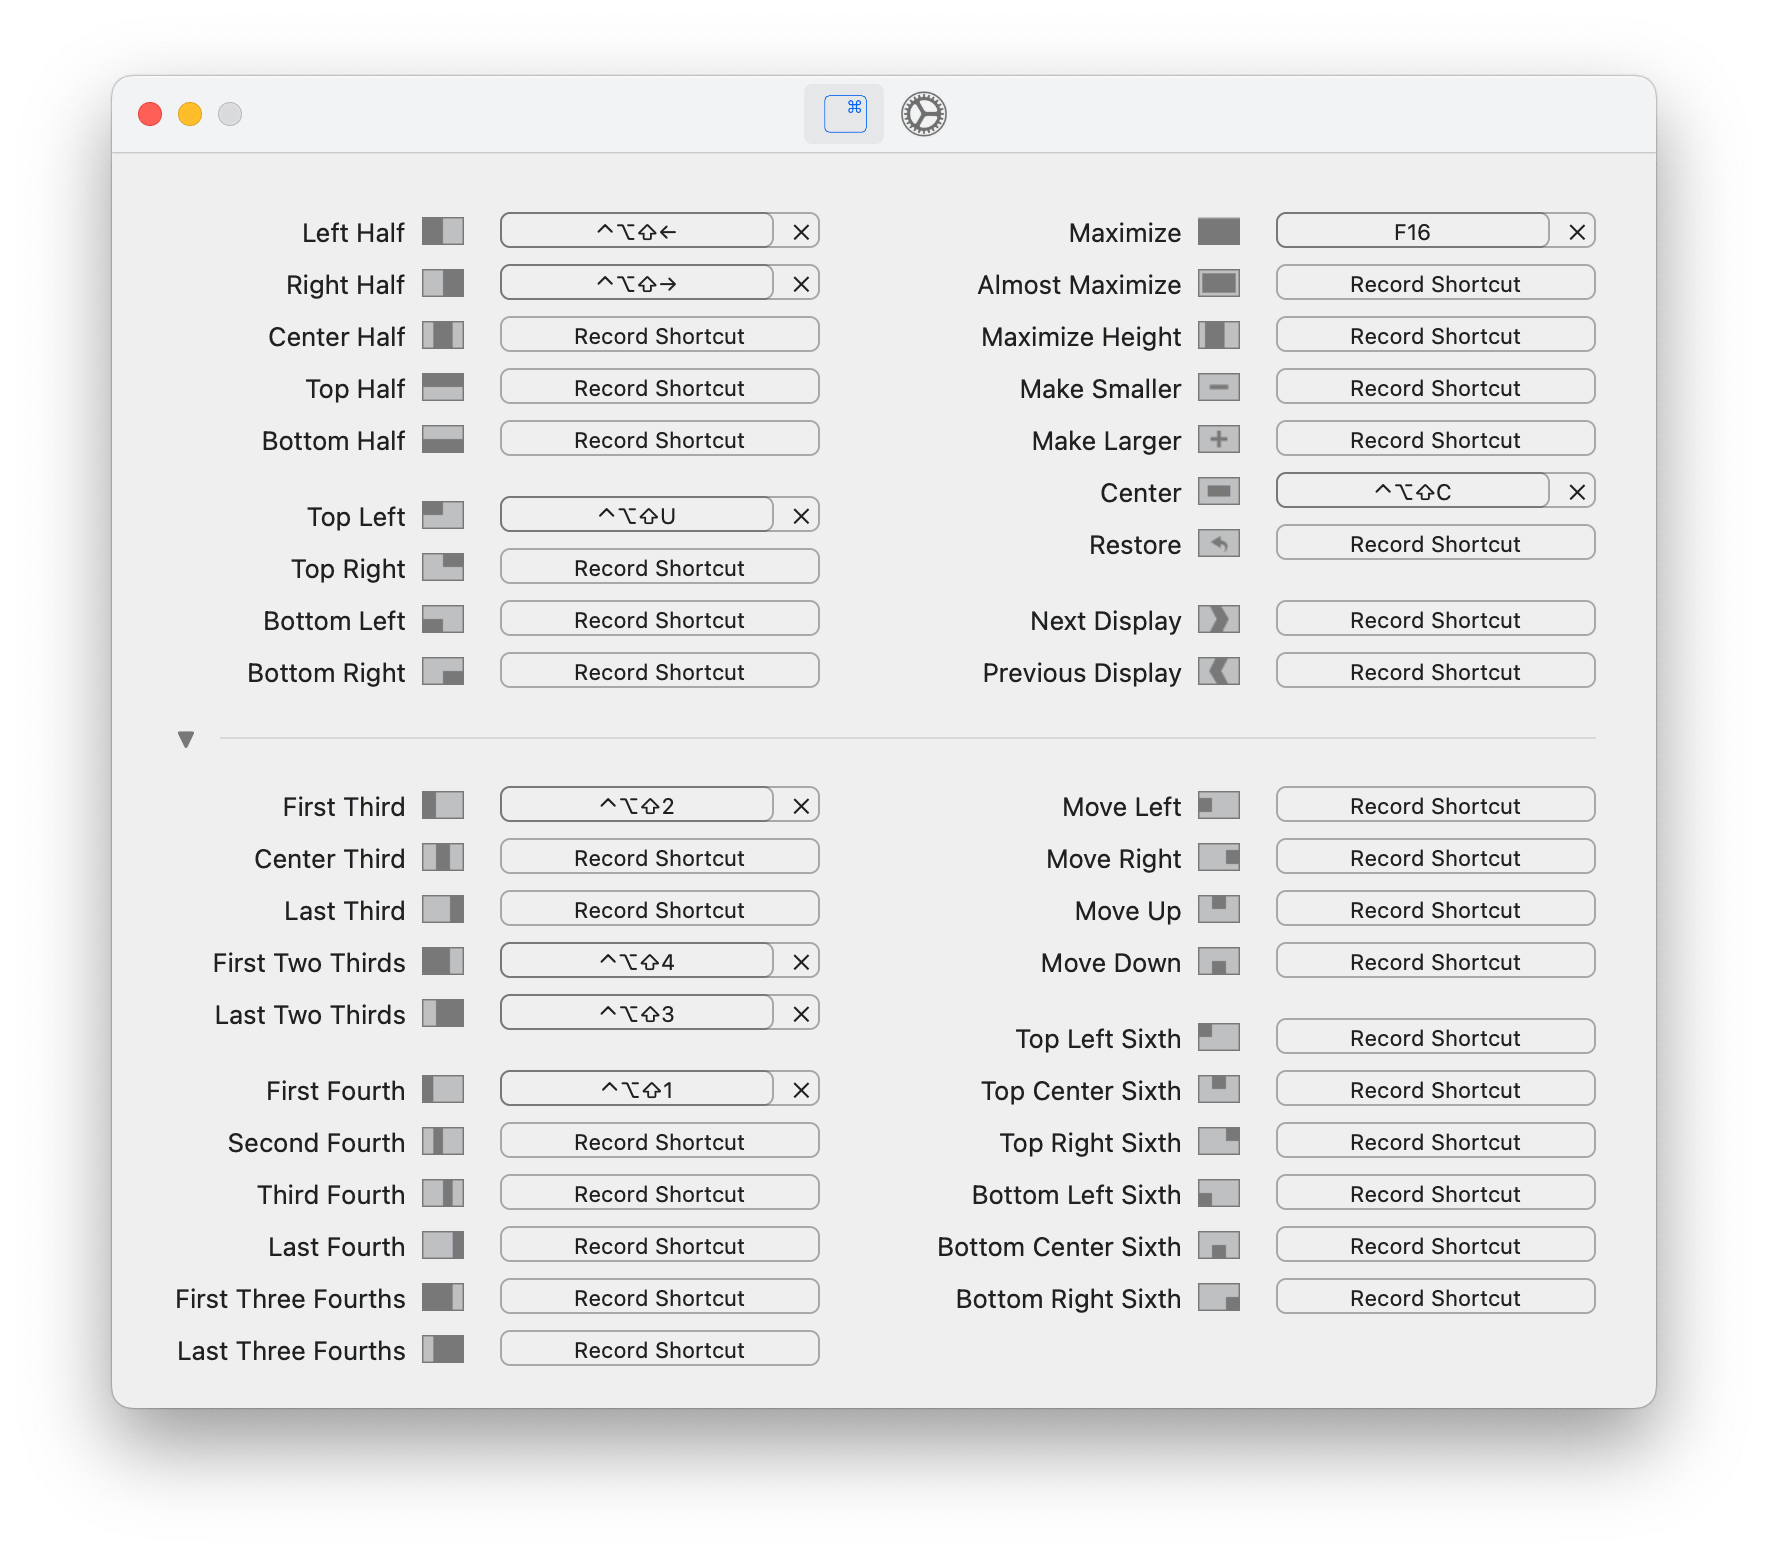 ⌘
Left Half ⌃⌥⇧← ×
Right Half ⌃⌥⇧→ ×
Center Half Record Shortcut
Top Half Record Shortcut
Bottom Half Record Shortcut
Top Left ⌃⌥⇧U ×
Top Right Record Shortcut
Bottom Left Record Shortcut
Bottom Right Record Shortcut
Maximize F16 ×
Almost Maximize Record Shortcut
Maximize Height Record Shortcut
Make Smaller Record Shortcut
Make Larger Record Shortcut
Center ⌃⌥⇧C ×
Restore Record Shortcut
Next Display Record Shortcut
Previous Display Record Shortcut
First Third ⌃⌥⇧2 ×
Center Third Record Shortcut
Last Third Record Shortcut
First Two Thirds ⌃⌥⇧4 ×
Last Two Thirds ⌃⌥⇧3 ×
First Fourth ⌃⌥⇧1 ×
Second Fourth Record Shortcut
Third Fourth Record Shortcut
Last Fourth Record Shortcut
First Three Fourths Record Shortcut
Last Three Fourths Record Shortcut
Move Left Record Shortcut
Move Right Record Shortcut
Move Up Record Shortcut
Move Down Record Shortcut
Top Left Sixth Record Shortcut
Top Center Sixth Record Shortcut
Top Right Sixth Record Shortcut
Bottom Left Sixth Record Shortcut
Bottom Center Sixth Record Shortcut
Bottom Right Sixth Record Shortcut